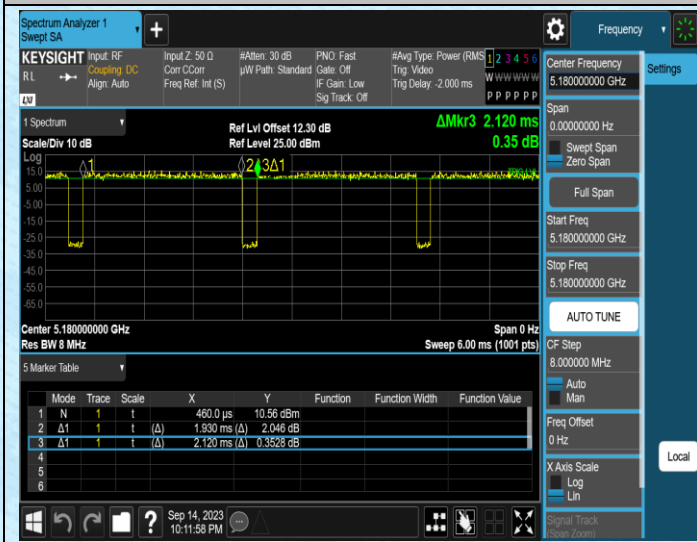 Spectrum Analyzer 1
Swept SA
Frequency
KEYSIGHT
Input: RF
Coupling: DC
Align: Auto
Input Z: 50 Ω
Corr CCorr
Freq Ref: Int (S)
#Atten: 30 dB
µW Path: Standard
PNO: Fast
Gate: Off
IF Gain: Low
Sig Track: Off
#Avg Type: Power (RMS
Trig: Video
Trig Delay: -2.000 ms
1 2 3 4 5 6
W W W W W W
P P P P P P
R L
LXI
Center Frequency
5.180000000 GHz
Settings
Span
0.00000000 Hz
Swept Span
Zero Span
Full Span
Start Freq
5.180000000 GHz
Stop Freq
5.180000000 GHz
AUTO TUNE
CF Step
8.000000 MHz
Auto
Man
Freq Offset
0 Hz
X Axis Scale
Log
Lin
Signal Track
(Span Zoom)
Local
1 Spectrum
Scale/Div 10 dB
Ref Lvl Offset 12.30 dB
Ref Level 25.00 dBm
ΔMkr3 2.120 ms
0.35 dB
Log
15.0
5.00
-5.00
-15.0
-25.0
-35.0
-45.0
-55.0
-65.0
1
2
3Δ1
Center 5.180000000 GHz
Res BW 8 MHz
Span 0 Hz
Sweep 6.00 ms (1001 pts)
5 Marker Table
Mode Trace Scale X Y Function Function Width Function Value
1 N 1 t 460.0 µs 10.56 dBm
2 Δ1 1 t (Δ) 1.930 ms (Δ) 2.046 dB
3 Δ1 1 t (Δ) 2.120 ms (Δ) 0.3528 dB
4
5
6
?
Sep 14, 2023
10:11:58 PM